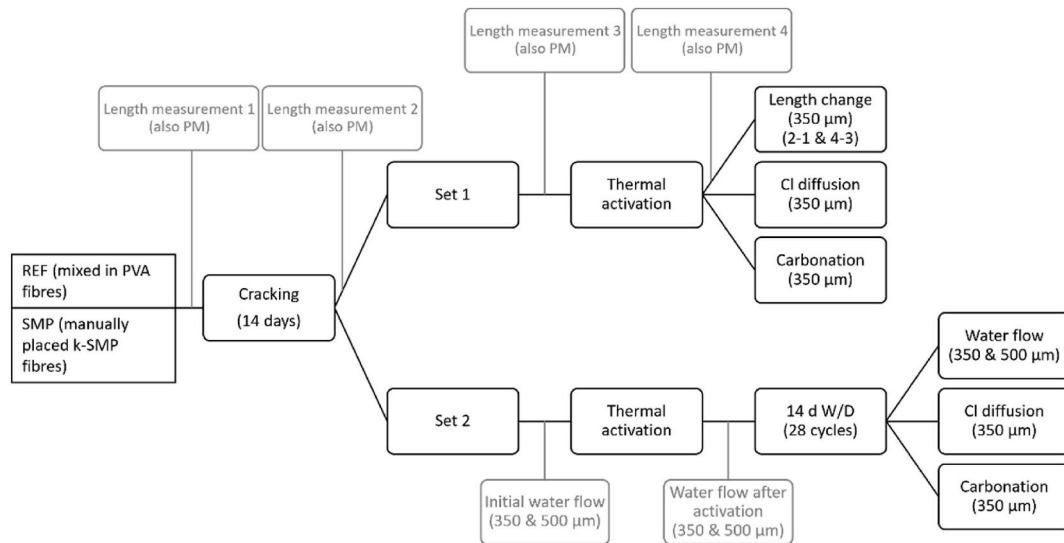 Length measurement 3
(also PM)
Length measurement 4
(also PM)
Length measurement 1
(also PM)
Length measurement 2
(also PM)
Length change
(350 µm)
(2-1 & 4-3)
Set 1
Thermal
activation
Cl diffusion
(350 µm)
Carbonation
(350 µm)
REF (mixed in PVA
fibres)
SMP (manually
placed k-SMP
fibres)
Cracking
(14 days)
Set 2
Thermal
activation
14 d W/D
(28 cycles)
Water flow
(350 & 500 µm)
Cl diffusion
(350 µm)
Carbonation
(350 µm)
Initial water flow
(350 & 500 µm)
Water flow after
activation
(350 & 500 µm)